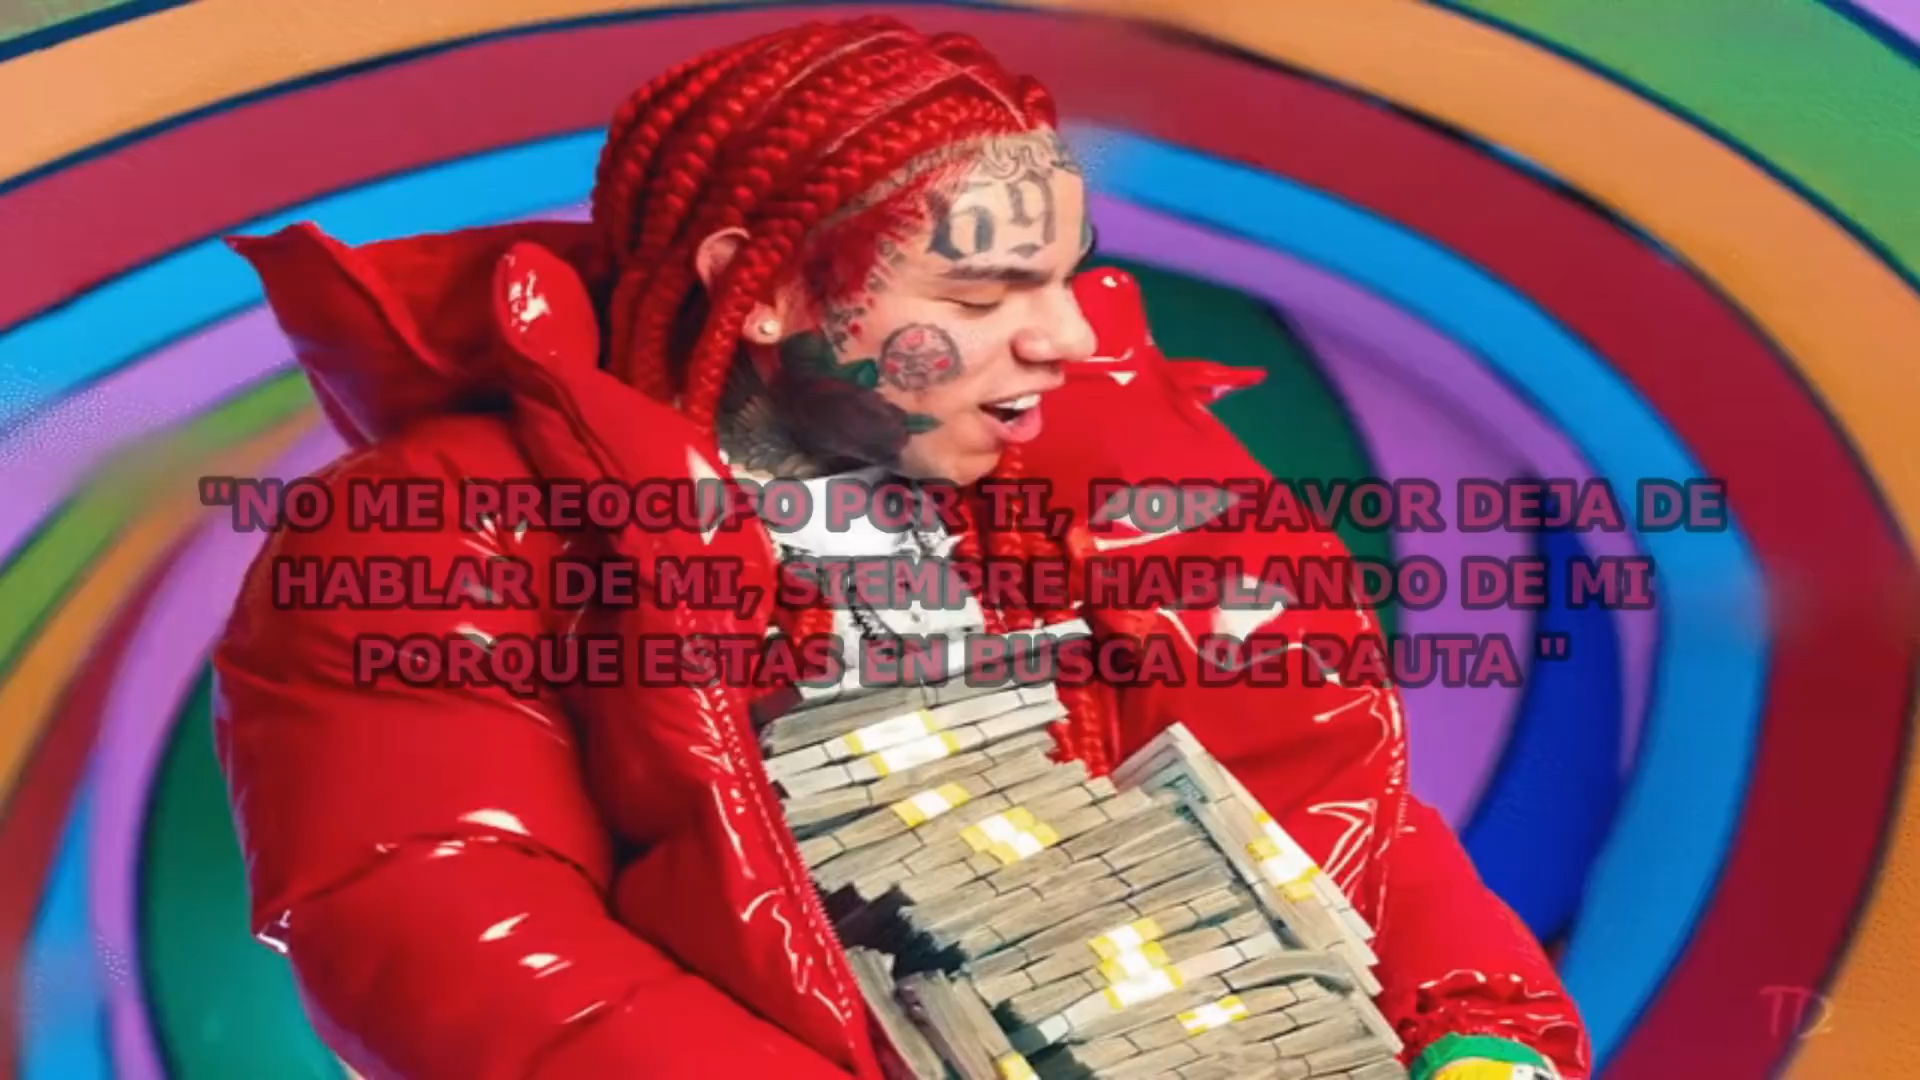 69
"NO ME PREOCUPO POR TI, PORFAVOR DEJA DE
HABLAR DE MI, SIEMPRE HABLANDO DE MI
PORQUE ESTAS EN BUSCA DE PAUTA "